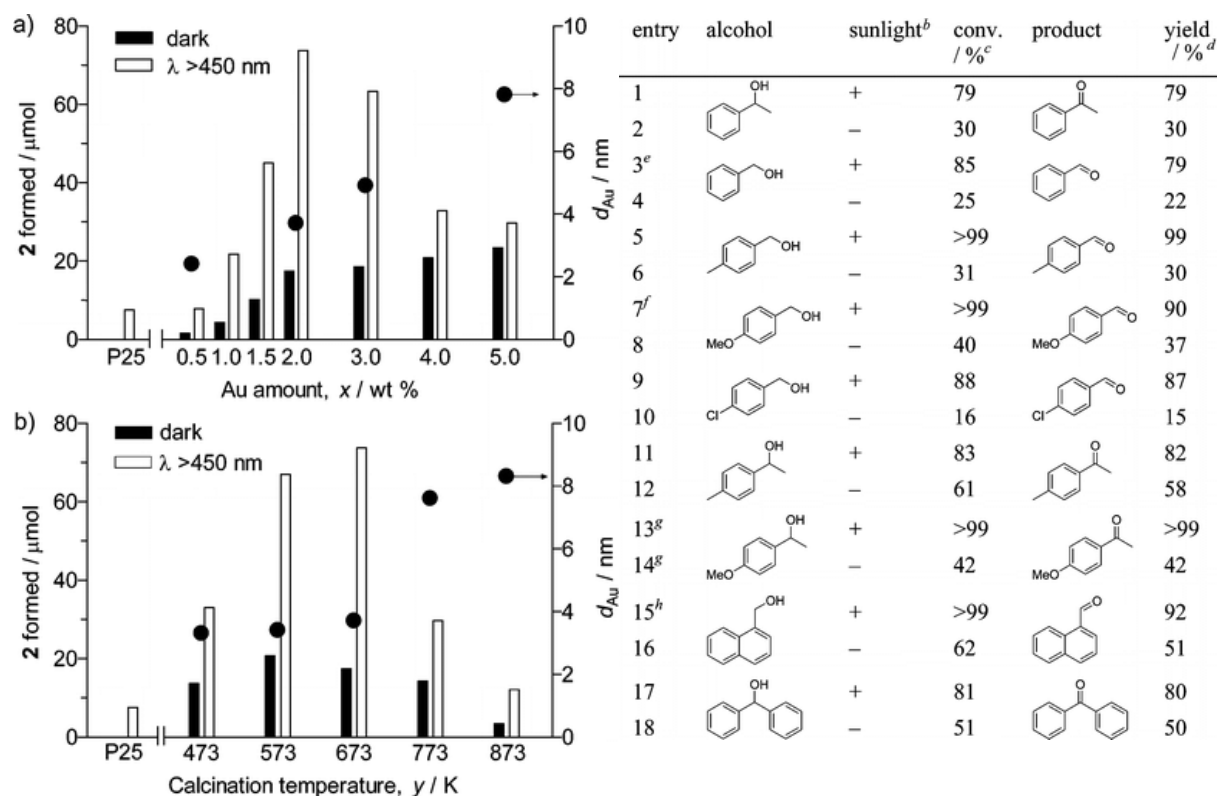 a)
80
60
40
20
0
2 formed / μmol
dark
λ >450 nm
10
8
6
4
2
0
d_Au / nm
P25 0.5 1.0 1.5 2.0 3.0 4.0 5.0
Au amount, x / wt %
b)
80
60
40
20
0
2 formed / μmol
dark
λ >450 nm
10
8
6
4
2
0
d_Au / nm
P25 473 573 673 773 873
Calcination temperature, y / K
entry alcohol sunlight^b conv. product yield
/ %^c / %^d
OH O
1 + 79 79
2 – 30 30
3^e OH + 85 O 79
4 – 25 22
5 OH + >99 O 99
6 – 31 30
7^f OH + >99 O 90
8 MeO – 40 MeO 37
9 OH + 88 O 87
10 Cl – 16 Cl 15
OH O
11 + 83 82
12 – 61 58
OH O
13^g + >99 >99
14^g MeO – 42 MeO 42
15^h OH + >99 O 92
16 – 62 51
OH O
17 + 81 80
18 – 51 50